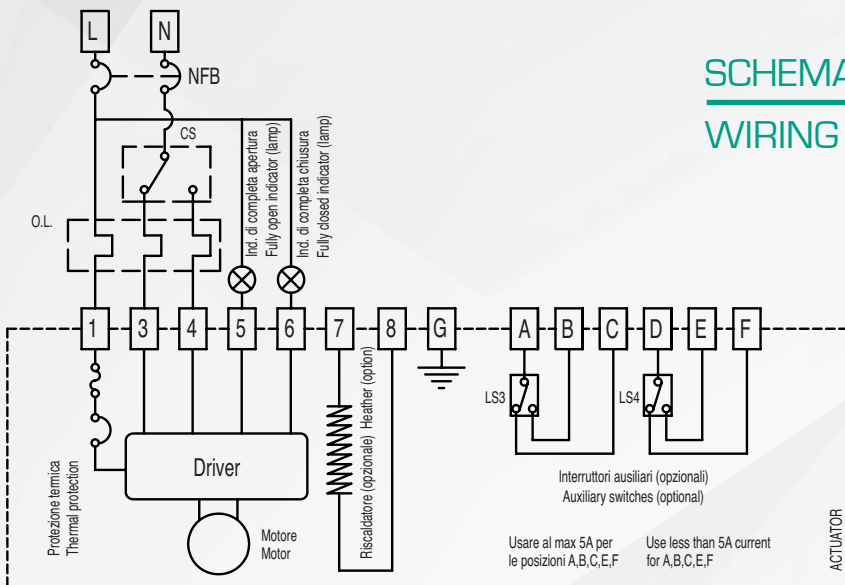 L N
NFB
SCHEMA
WIRING
CS
O.L.
Ind. di completa apertura
Fully open indicator (lamp)
Ind. di completa chiusura
Fully closed indicator (lamp)
1 3 4 5 6 7 8 G A B C D E F
LS3
LS4
Protezione termica
Thermal protection
Driver
Motore
Motor
Riscaldatore (opzionale) Heather (option)
Interruttori ausiliari (opzionali)
Auxiliary switches (optional)
Usare al max 5A per
le posizioni A,B,C,E,F
Use less than 5A current
for A,B,C,E,F
ACTUATOR